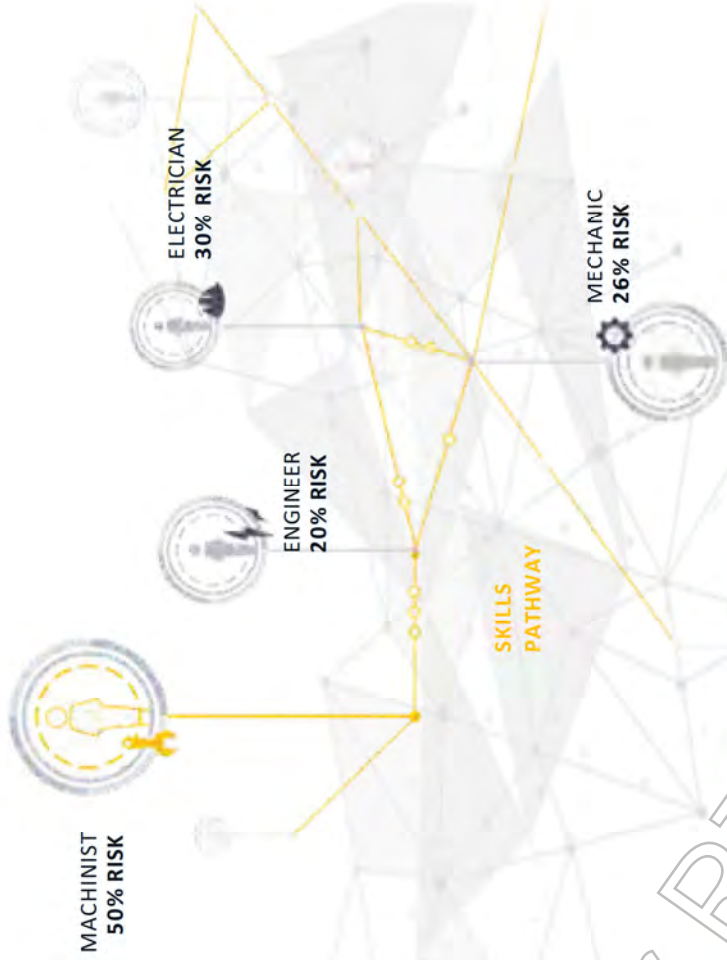 MACHINIST
50% RISK
ENGINEER
20% RISK
ELECTRICIAN
30% RISK
MECHANIC
26% RISK
SKILLS
PATHWAY